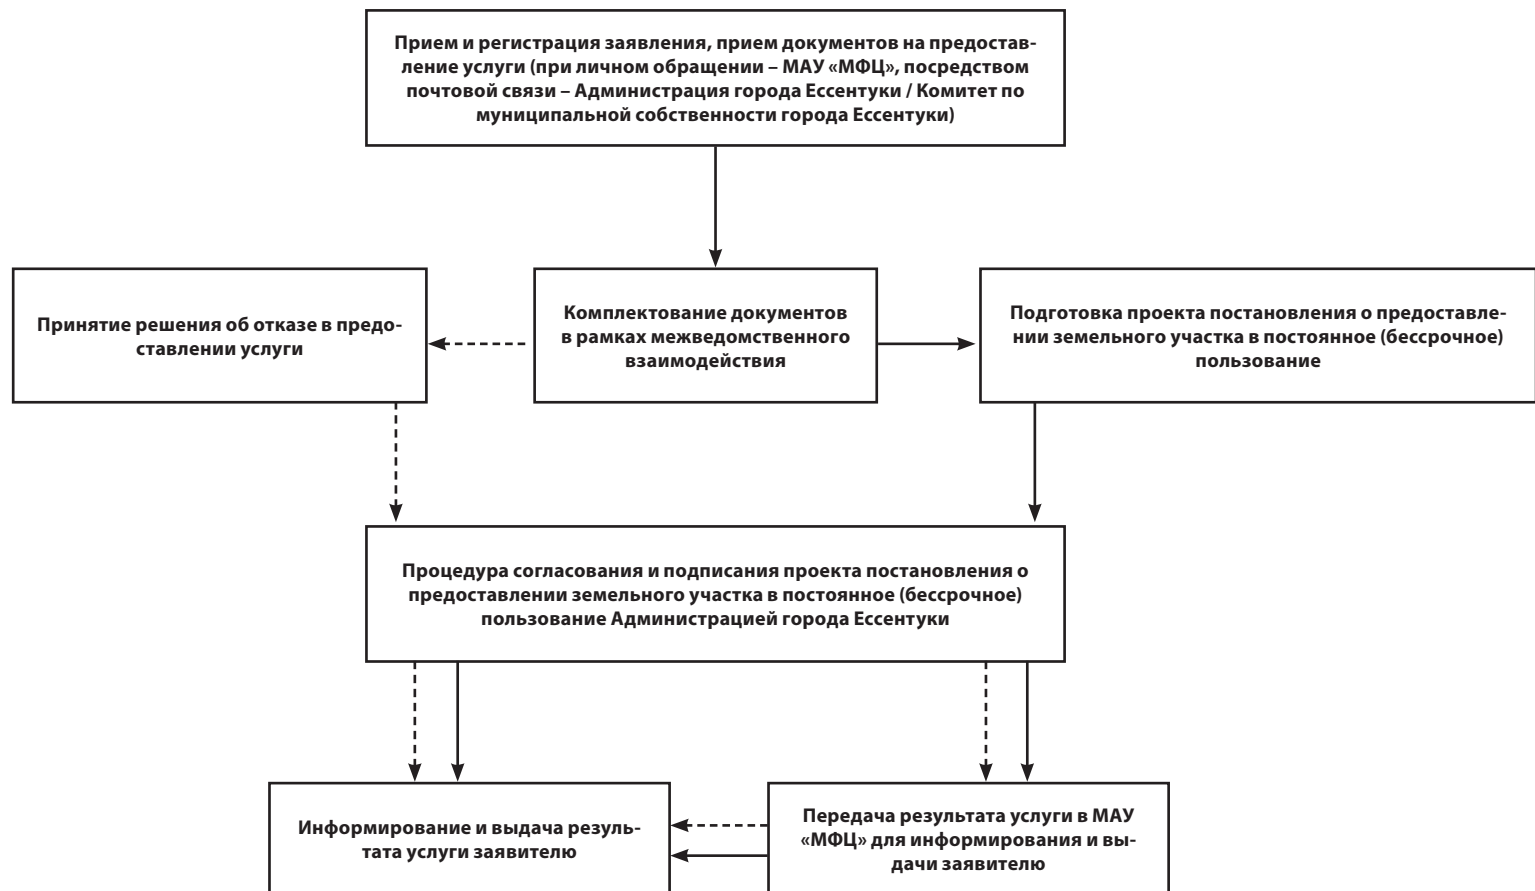 Прием и регистрация заявления, прием документов на предостав-
ление услуги (при личном обращении – МАУ «МФЦ», посредством
почтовой связи – Администрация города Ессентуки / Комитет по
муниципальной собственности города Ессентуки)
Принятие решения об отказе в предо-
ставлении услуги
Комплектование документов
в рамках межведомственного
взаимодействия
Подготовка проекта постановления о предоставле-
нии земельного участка в постоянное (бессрочное)
пользование
Процедура согласования и подписания проекта постановления о
предоставлении земельного участка в постоянное (бессрочное)
пользование Администрацией города Ессентуки
Информирование и выдача резуль-
тата услуги заявителю
Передача результата услуги в МАУ
«МФЦ» для информирования и вы-
дачи заявителю